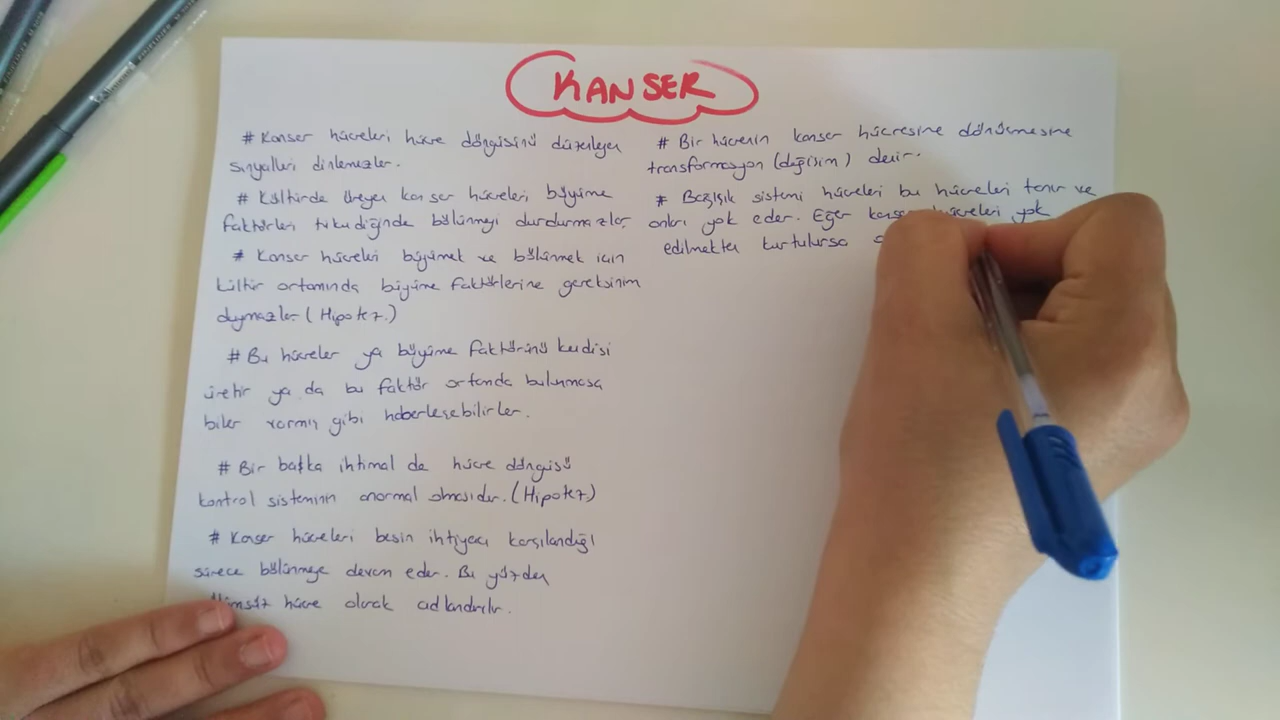 KANSER
# Kanser hücreleri hücre döngüsünü düzenleyen
sinyalleri dinlemezler.
# Kültürde üreyen kanser hücreleri, büyüme
faktörleri tükendiğinde bölünmeyi durdurmazlar.
# Kanser hücreleri büyümek ve bölünmek için
kültür ortamında büyüme faktörlerine gereksinim
duymazlar (Hipotez.)
# Bu hücreler ya büyüme faktörünü kendisi
üretir ya da bu faktör ortamda bulunmasa
bile varmış gibi haberleşebilirler.
# Bir başka ihtimal de hücre döngüsü
kontrol sisteminin anormal olmasıdır. (Hipotez)
# Kanser hücreleri besin ihtiyacı karşılandığı
sürece bölünmeye devam eder. Bu yüzden
ölümsüz hücre olarak adlandırılır.
# Bir hücrenin kanser hücresine dönüşmesine
transformasyon (değişim) denir.
# Bağışık sistemi hücreleri bu hücreleri tanır ve
onları yok eder. Eğer kanser hücreleri yok
edilmekten kurtulursa